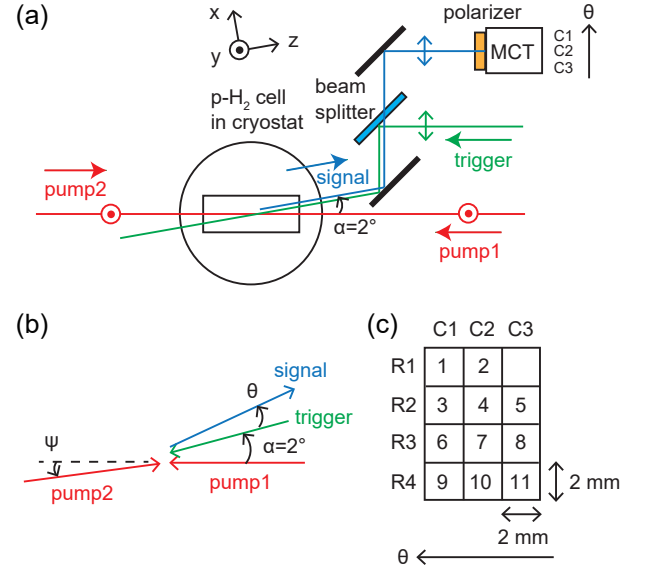 (a)
x
z
y
polarizer
θ
MCT
C1
C2
C3
beam
splitter
p-H₂ cell
in cryostat
trigger
signal
pump2
α=2°
pump1
(b)
signal
θ
trigger
α=2°
ψ
pump2
pump1
(c)
C1 C2 C3
R1 1 2
R2 3 4 5
R3 6 7 8
R4 9 10 11
2 mm
2 mm
θ